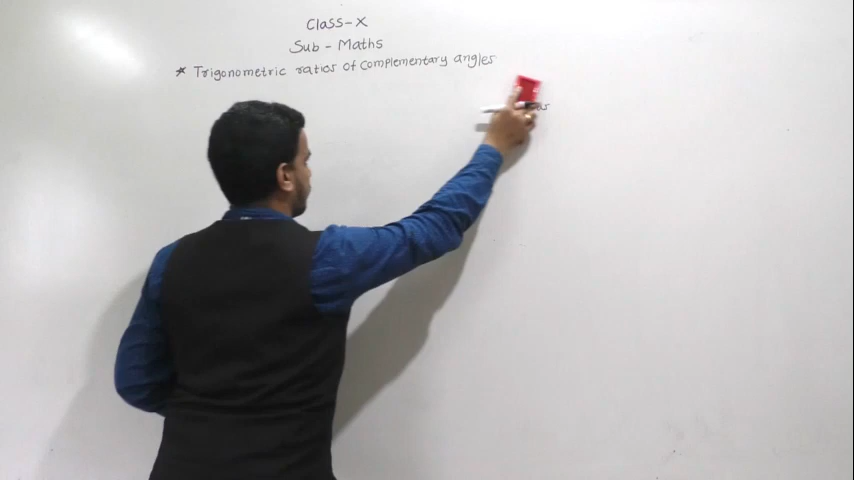 Class-X
Sub - Maths
* Trigonometric ratios of complementary angles